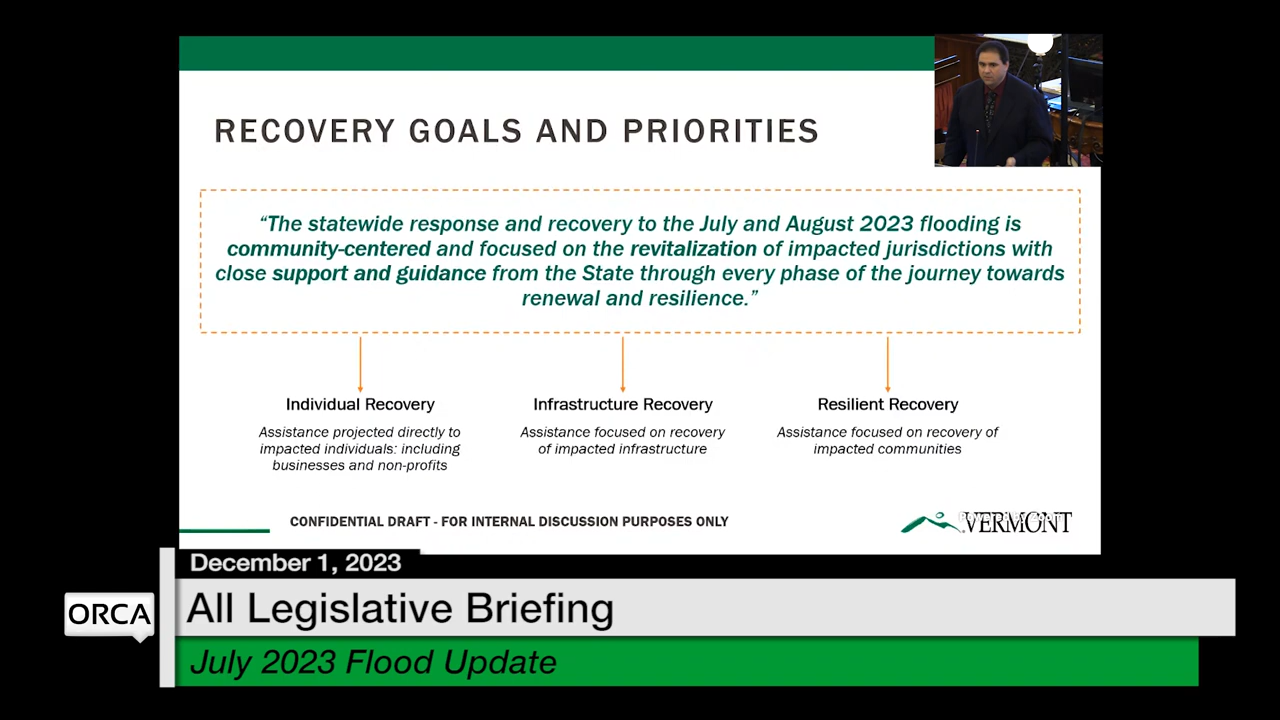 RECOVERY GOALS AND PRIORITIES
“The statewide response and recovery to the July and August 2023 flooding is
community-centered and focused on the revitalization of impacted jurisdictions with
close support and guidance from the State through every phase of the journey towards
renewal and resilience.”
Individual Recovery
Assistance projected directly to
impacted individuals: including
businesses and non-profits
Infrastructure Recovery
Assistance focused on recovery
of impacted infrastructure
Resilient Recovery
Assistance focused on recovery of
impacted communities
CONFIDENTIAL DRAFT - FOR INTERNAL DISCUSSION PURPOSES ONLY
VERMONT
December 1, 2023
ORCA
All Legislative Briefing
July 2023 Flood Update